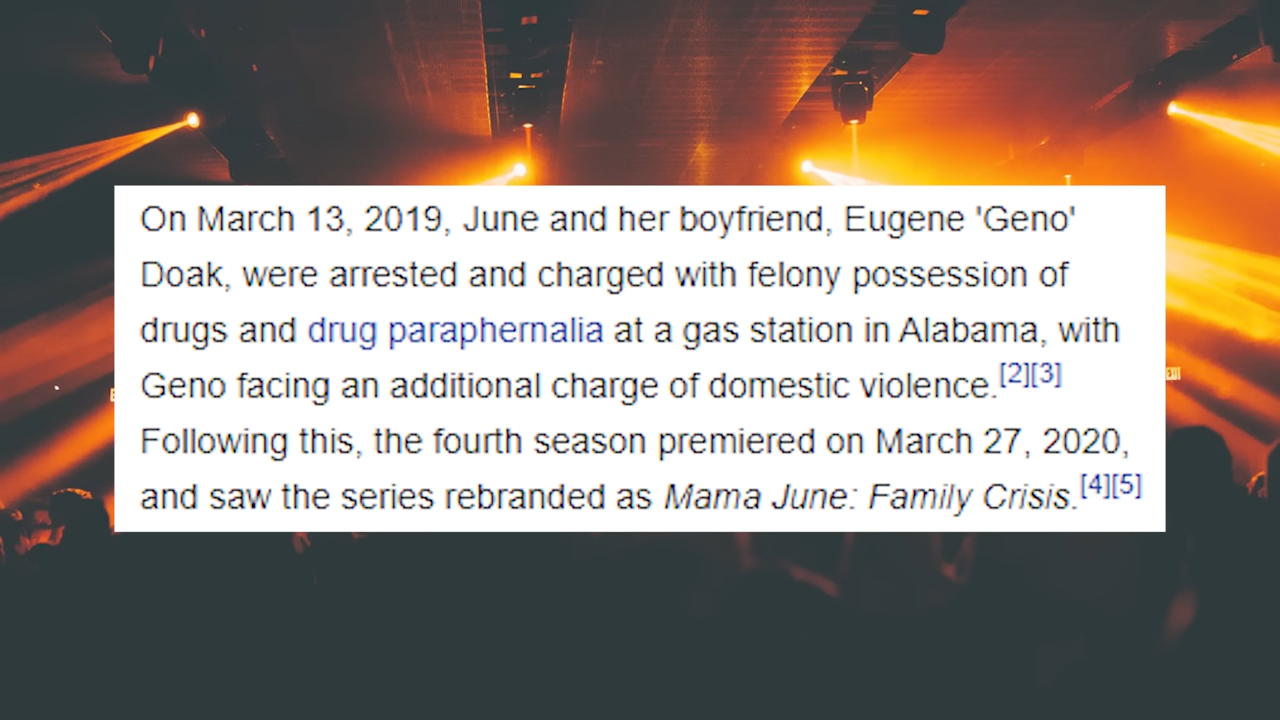 On March 13, 2019, June and her boyfriend, Eugene 'Geno'
Doak, were arrested and charged with felony possession of
drugs and drug paraphernalia at a gas station in Alabama, with
Geno facing an additional charge of domestic violence.[2][3]
Following this, the fourth season premiered on March 27, 2020,
and saw the series rebranded as Mama June: Family Crisis.[4][5]